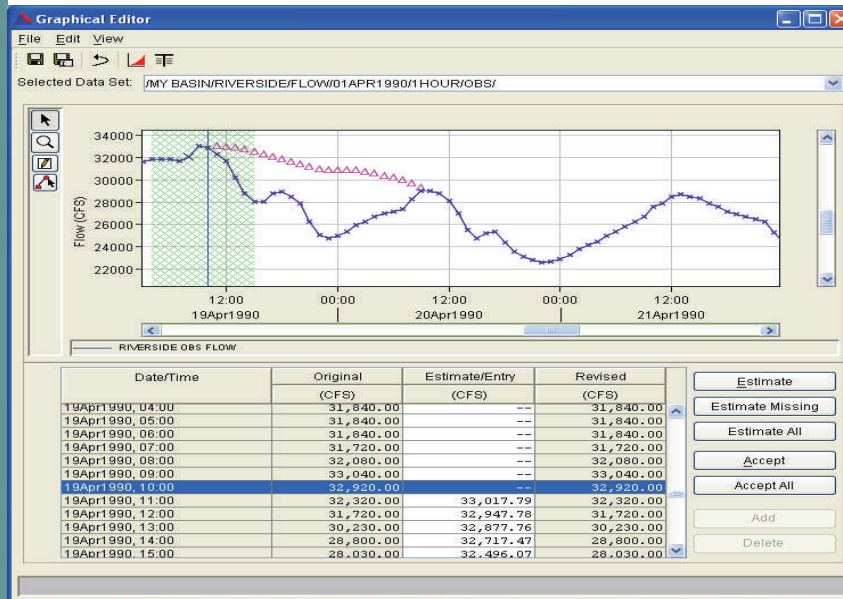 Graphical Editor
File Edit View
Selected Data Set: /MY BASIN/RIVERSIDE/FLOW/01APR1990/1HOUR/OBS/
34000
32000
30000
28000
26000
24000
22000
Flow (CFS)
12:00 00:00 12:00 00:00 12:00
19Apr1990 | 20Apr1990 | 21Apr1990
RIVERSIDE OBS FLOW
Date/Time Original Estimate/Entry Revised
(CFS) (CFS) (CFS)
19Apr1990, 04:00 31,840.00 -- 31,840.00
19Apr1990, 05:00 31,840.00 -- 31,840.00
19Apr1990, 06:00 31,840.00 -- 31,840.00
19Apr1990, 07:00 31,720.00 -- 31,720.00
19Apr1990, 08:00 32,080.00 -- 32,080.00
19Apr1990, 09:00 33,040.00 -- 33,040.00
19Apr1990, 10:00 32,920.00 -- 32,920.00
19Apr1990, 11:00 32,320.00 33,017.79 32,320.00
19Apr1990, 12:00 31,720.00 32,947.78 31,720.00
19Apr1990, 13:00 30,230.00 32,877.76 30,230.00
19Apr1990, 14:00 28,800.00 32,717.47 28,800.00
19Apr1990, 15:00 28,030.00 32,496.07 28,030.00
Estimate
Estimate Missing
Estimate All
Accept
Accept All
Add
Delete